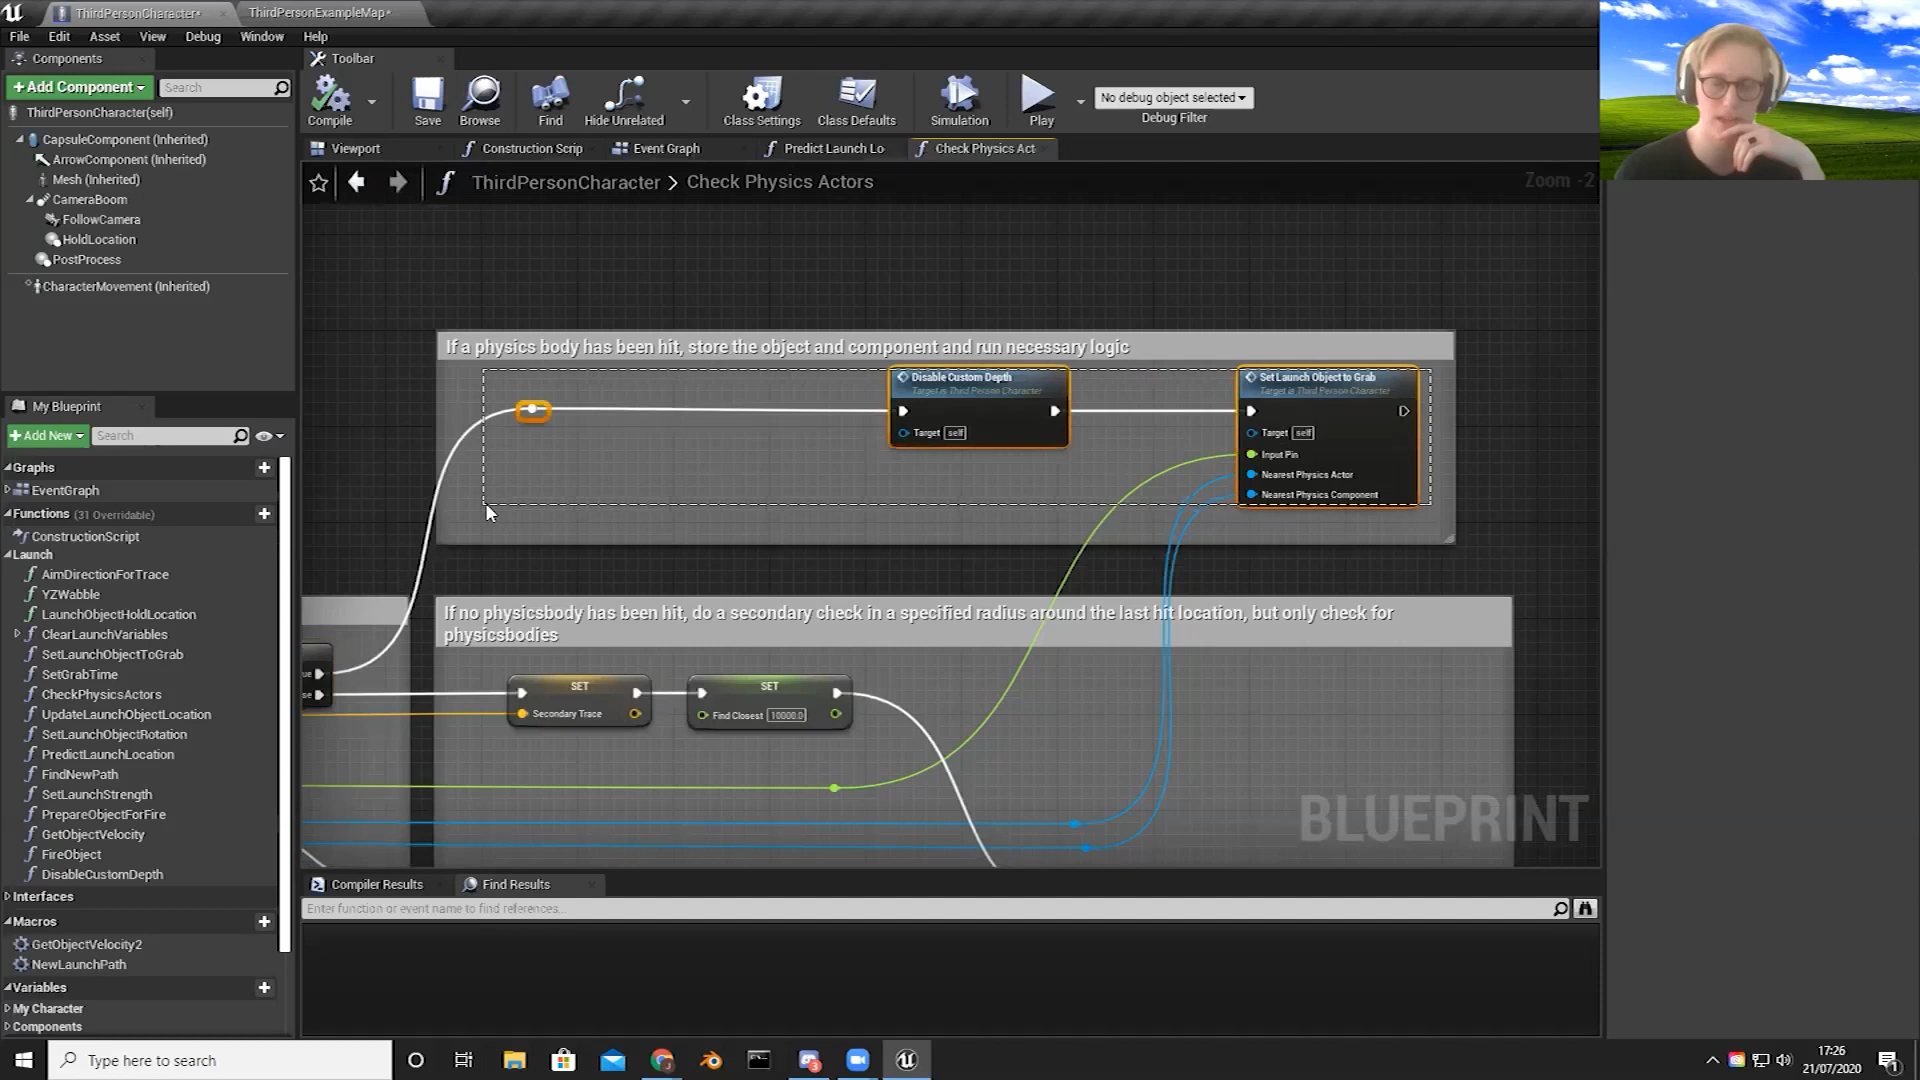 ThirdPersonCharacter*
ThirdPersonExampleMap*
File Edit Asset View Debug Window Help
Components
Toolbar
+Add Component
Search
ThirdPersonCharacter(self)
CapsuleComponent (Inherited)
ArrowComponent (Inherited)
Mesh (Inherited)
CameraBoom
FollowCamera
HoldLocation
PostProcess
CharacterMovement (Inherited)
Compile
Save
Browse
Find
Hide Unrelated
Class Settings
Class Defaults
Simulation
Play
No debug object selected
Debug Filter
Viewport
Construction Scrip
Event Graph
Predict Launch Lo
Check Physics Act
ThirdPersonCharacter > Check Physics Actors
Zoom -2
If a physics body has been hit, store the object and component and run necessary logic
Disable Custom Depth
Target is Third Person Character
Target self
Set Launch Object to Grab
Target is Third Person Character
Target self
Input Pin
Nearest Physics Actor
Nearest Physics Component
If no physicsbody has been hit, do a secondary check in a specified radius around the last hit location, but only check for
physicsbodies
ue
se
SET
Secondary Trace
SET
Find Closest 10000.0
BLUEPRINT
My Blueprint
+Add New
Search
Graphs
EventGraph
Functions (31 Overridable)
ConstructionScript
Launch
AimDirectionForTrace
YZWabble
LaunchObjectHoldLocation
ClearLaunchVariables
SetLaunchObjectToGrab
SetGrabTime
CheckPhysicsActors
UpdateLaunchObjectLocation
SetLaunchObjectRotation
PredictLaunchLocation
FindNewPath
SetLaunchStrength
PrepareObjectForFire
GetObjectVelocity
FireObject
DisableCustomDepth
Interfaces
Macros
GetObjectVelocity2
NewLaunchPath
Variables
My Character
Components
Compiler Results
Find Results
Enter function or event name to find references...
Type here to search
17:26
21/07/2020